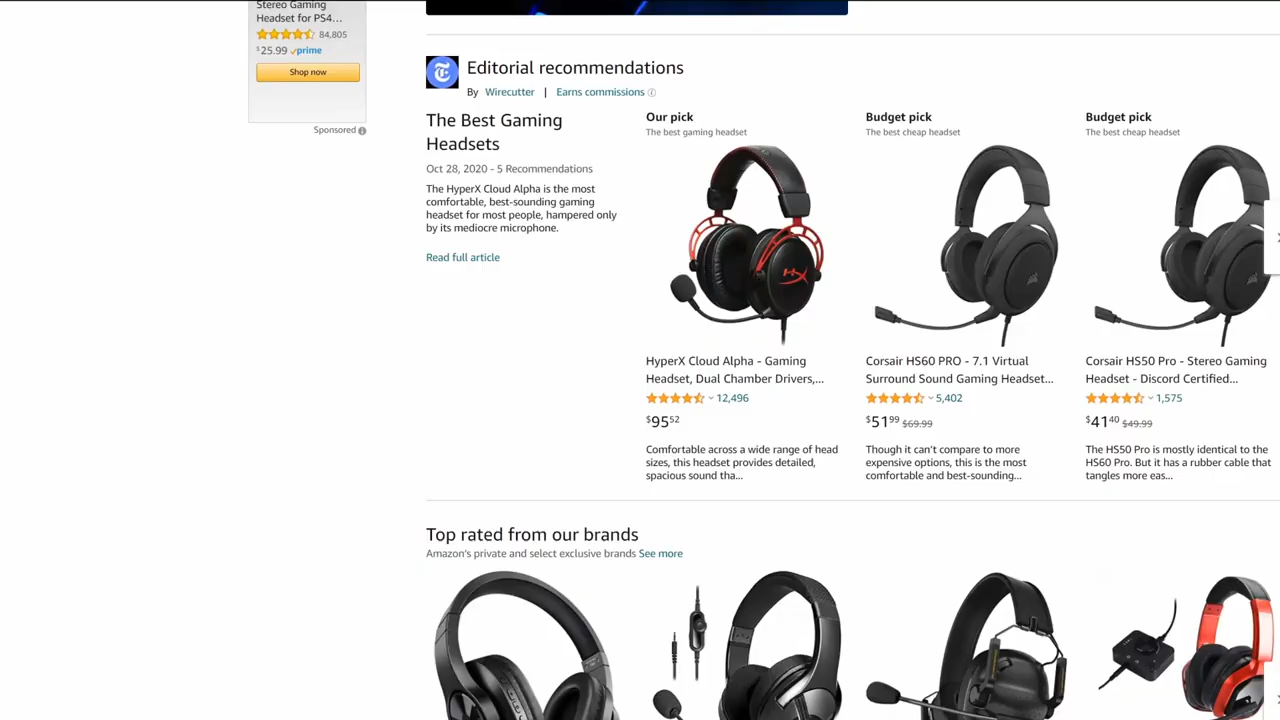 Stereo Gaming
Headset for PS4...
84,805
$25.99 prime
Shop now
Sponsored
Editorial recommendations
By Wirecutter | Earns commissions
The Best Gaming
Headsets
Oct 28, 2020 - 5 Recommendations
The HyperX Cloud Alpha is the most
comfortable, best-sounding gaming
headset for most people, hampered only
by its mediocre microphone.
Read full article
Our pick
The best gaming headset
HyperX Cloud Alpha - Gaming
Headset, Dual Chamber Drivers,...
12,496
$9552
Comfortable across a wide range of head
sizes, this headset provides detailed,
spacious sound tha...
Budget pick
The best cheap headset
Corsair HS60 PRO - 7.1 Virtual
Surround Sound Gaming Headset...
5,402
$5199 $69.99
Though it can't compare to more
expensive options, this is the most
comfortable and best-sounding...
Budget pick
The best cheap headset
Corsair HS50 Pro - Stereo Gaming
Headset - Discord Certified...
1,575
$4140 $49.99
The HS50 Pro is mostly identical to the
HS60 Pro. But it has a rubber cable that
tangles more eas...
Top rated from our brands
Amazon's private and select exclusive brands See more